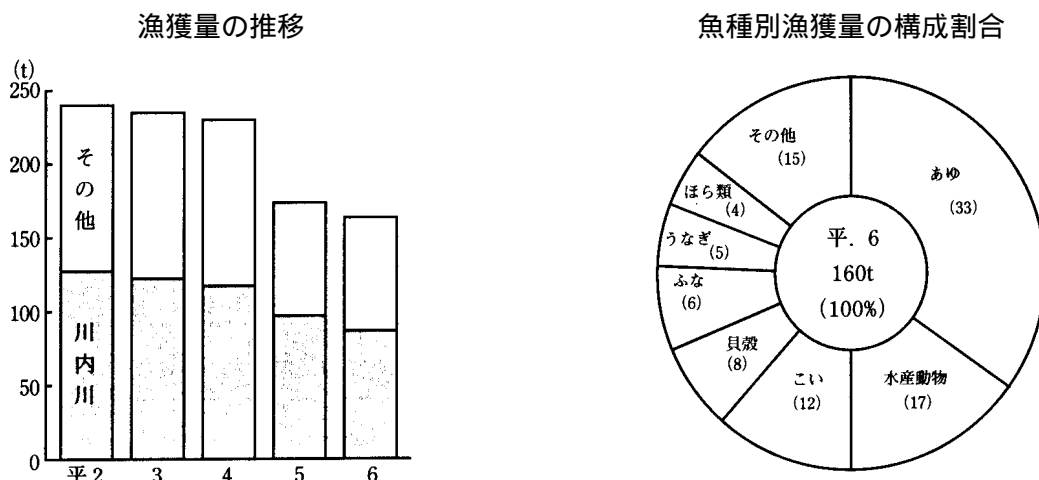 漁獲量の推移
(t)
250
200
150
100
50
0
その他
川内川
平2 3 4 5 6
魚種別漁獲量の構成割合
あゆ
(33)
水産動物
(17)
こい
(12)
貝殻
(8)
ふな
(6)
うなぎ
(5)
ほら類
(4)
その他
(15)
平. 6
160t
(100%)